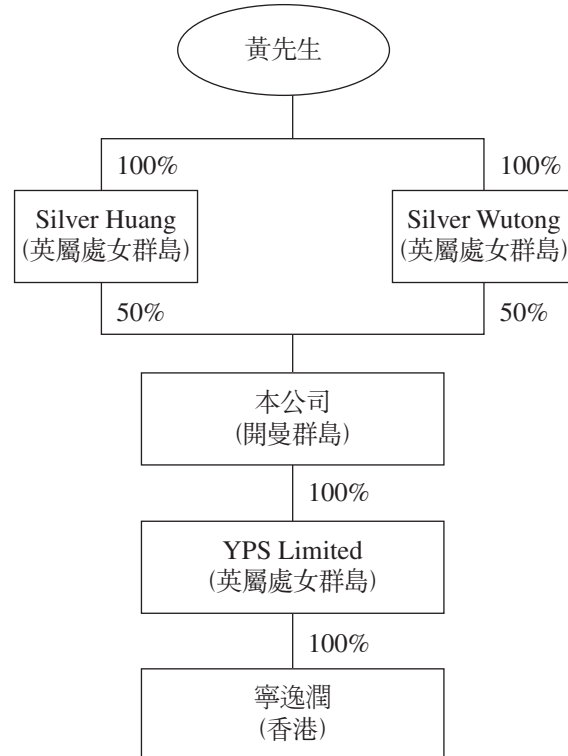 黃先生
100%
100%
Silver Huang
(英屬處女群島)
Silver Wutong
(英屬處女群島)
50%
50%
本公司
(開曼群島)
100%
YPS Limited
(英屬處女群島)
100%
寧逸潤
(香港)